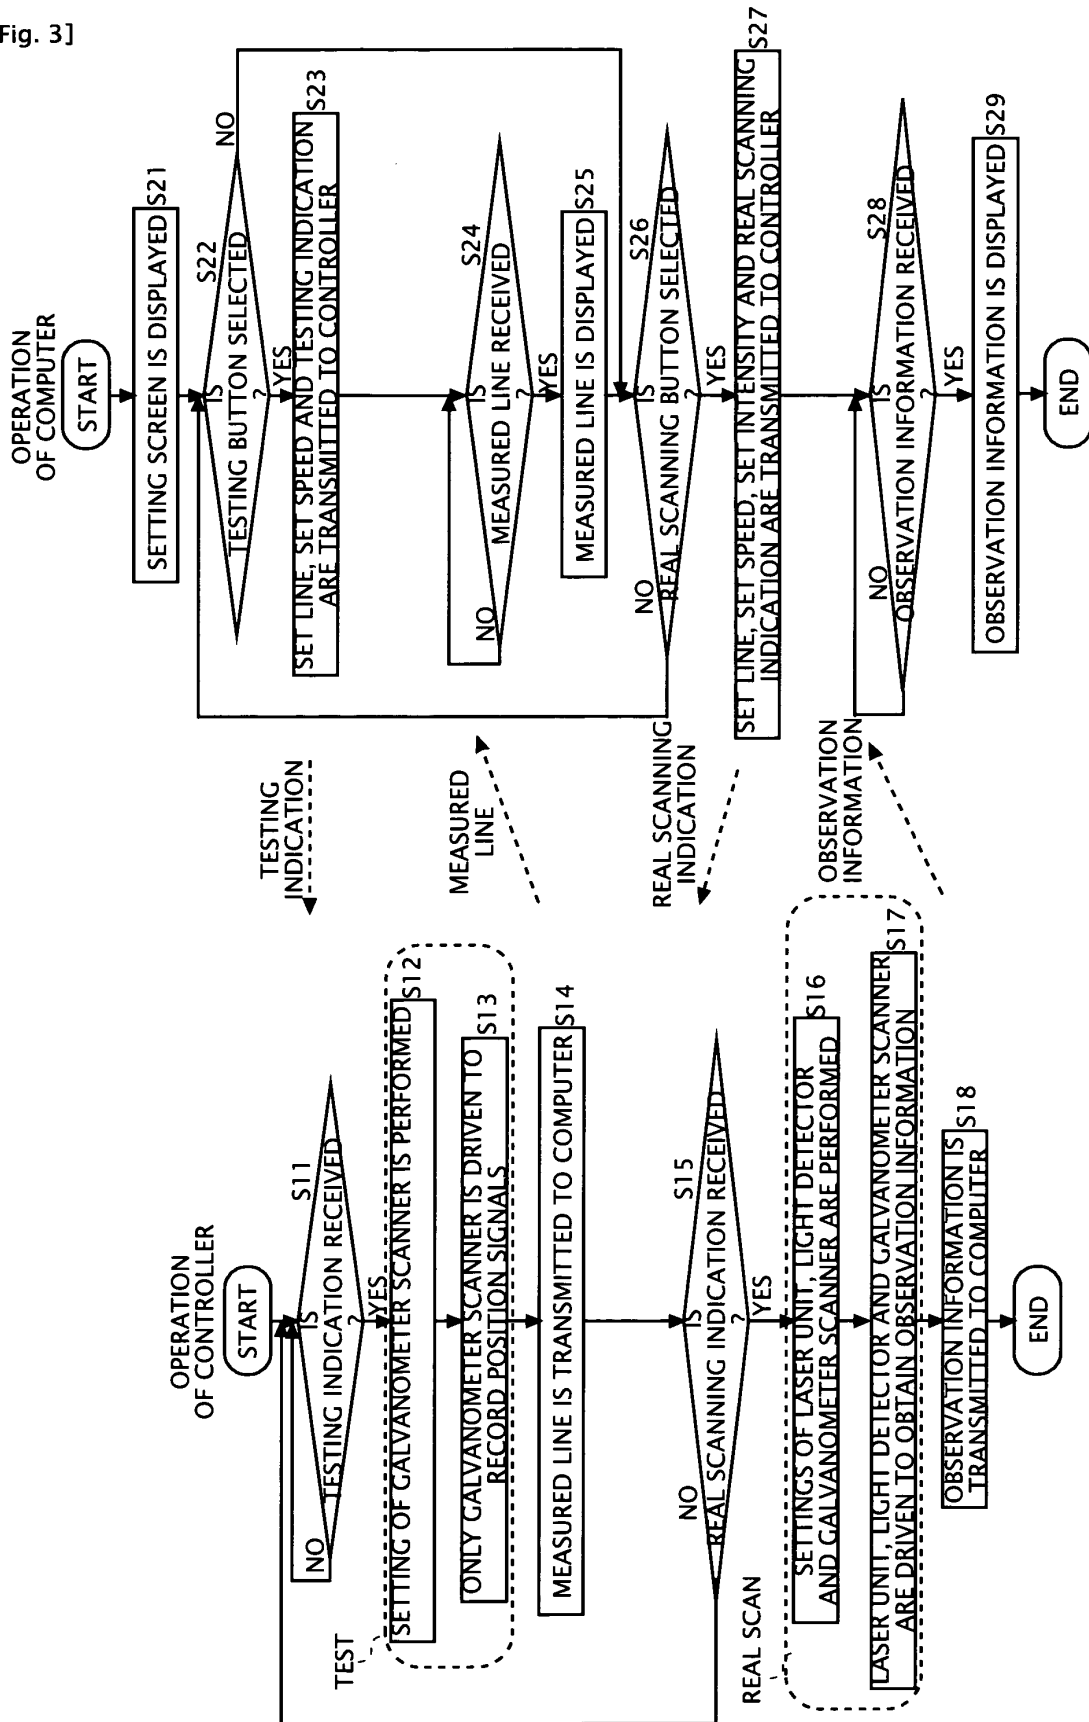 Fig. 3]
OPERATION
OF CONTROLLER
START
S11
IS
TESTING INDICATION RECEIVED
?
NO
YES
TEST
SETTING OF GALVANOMETER SCANNER IS PERFORMED
S12
ONLY GALVANOMETER SCANNER IS DRIVEN TO
RECORD POSITION SIGNALS
S13
MEASURED LINE IS TRANSMITTED TO COMPUTER
S14
S15
IS
REAL SCANNING INDICATION RECEIVED
?
NO
YES
REAL SCAN
SETTINGS OF LASER UNIT, LIGHT DETECTOR
AND GALVANOMETER SCANNER ARE PERFORMED
S16
LASER UNIT, LIGHT DETECTOR AND GALVANOMETER SCANNER
ARE DRIVEN TO OBTAIN OBSERVATION INFORMATION
S17
OBSERVATION INFORMATION IS
TRANSMITTED TO COMPUTER
S18
END
TESTING
INDICATION
MEASURED
LINE
REAL SCANNING
INDICATION
OBSERVATION
INFORMATION
OPERATION
OF COMPUTER
START
SETTING SCREEN IS DISPLAYED
S21
S22
IS
TESTING BUTTON SELECTED
?
NO
YES
SET LINE, SET SPEED AND TESTING INDICATION
ARE TRANSMITTED TO CONTROLLER
S23
S24
IS
MEASURED LINE RECEIVED
?
NO
YES
MEASURED LINE IS DISPLAYED
S25
S26
IS
REAL SCANNING BUTTON SELECTED
?
NO
YES
SET LINE, SET SPEED, SET INTENSITY AND REAL SCANNING
INDICATION ARE TRANSMITTED TO CONTROLLER
S27
S28
IS
OBSERVATION INFORMATION RECEIVED
?
NO
YES
OBSERVATION INFORMATION IS DISPLAYED
S29
END